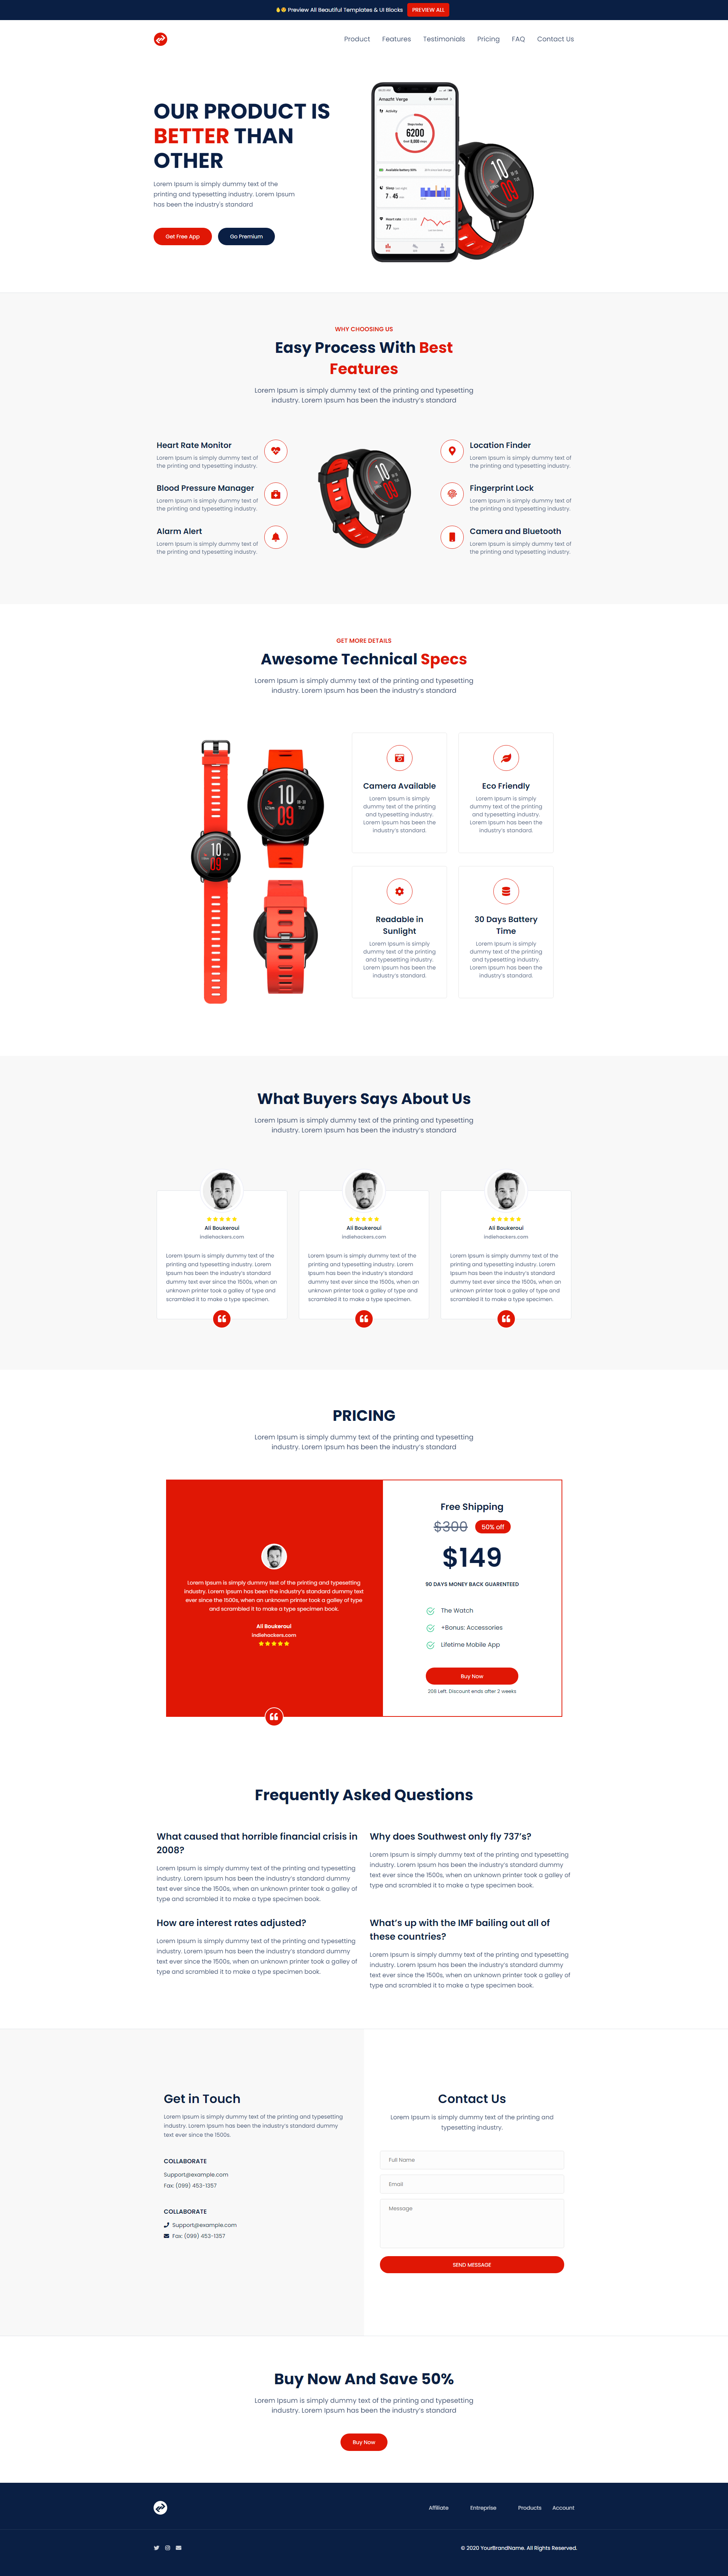 Preview All Beautiful Templates & UI Blocks PREVIEW ALL
Product Features Testimonials Pricing FAQ Contact Us
OUR PRODUCT IS
BETTER THAN
OTHER
Lorem Ipsum is simply dummy text of the
printing and typesetting industry. Lorem Ipsum
has been the industry's standard
Get Free App Go Premium
Amazfit Verge
Connected
Activity
6200
Available battery 89%
Sleep
7 h 45 min
Heart rate
77
10
09
WHY CHOOSING US
Easy Process With Best
Features
Lorem Ipsum is simply dummy text of the printing and typesetting
industry. Lorem Ipsum has been the industry's standard
Heart Rate Monitor
Lorem Ipsum is simply dummy text of
the printing and typesetting industry.
Blood Pressure Manager
Lorem Ipsum is simply dummy text of
the printing and typesetting industry.
Alarm Alert
Lorem Ipsum is simply dummy text of
the printing and typesetting industry.
10
09
Location Finder
Lorem Ipsum is simply dummy text of
the printing and typesetting industry.
Fingerprint Lock
Lorem Ipsum is simply dummy text of
the printing and typesetting industry.
Camera and Bluetooth
Lorem Ipsum is simply dummy text of
the printing and typesetting industry.
GET MORE DETAILS
Awesome Technical Specs
Lorem Ipsum is simply dummy text of the printing and typesetting
industry. Lorem Ipsum has been the industry's standard
10
09
10
09
Camera Available
Lorem Ipsum is simply
dummy text of the printing
and typesetting industry.
Lorem Ipsum has been the
industry's standard.
Eco Friendly
Lorem Ipsum is simply
dummy text of the printing
and typesetting industry.
Lorem Ipsum has been the
industry's standard.
Readable in
Sunlight
Lorem Ipsum is simply
dummy text of the printing
and typesetting industry.
Lorem Ipsum has been the
industry's standard.
30 Days Battery
Time
Lorem Ipsum is simply
dummy text of the printing
and typesetting industry.
Lorem Ipsum has been the
industry's standard.
What Buyers Says About Us
Lorem Ipsum is simply dummy text of the printing and typesetting
industry. Lorem Ipsum has been the industry's standard
Ali Boukeroui
Indiehackers.com
Lorem Ipsum is simply dummy text of the
printing and typesetting industry. Lorem
Ipsum has been the industry's standard
dummy text ever since the 1500s, when an
unknown printer took a galley of type and
scrambled it to make a type specimen.
Ali Boukeroui
Indiehackers.com
Lorem Ipsum is simply dummy text of the
printing and typesetting industry. Lorem
Ipsum has been the industry's standard
dummy text ever since the 1500s, when an
unknown printer took a galley of type and
scrambled it to make a type specimen.
Ali Boukeroui
Indiehackers.com
Lorem Ipsum is simply dummy text of the
printing and typesetting industry. Lorem
Ipsum has been the industry's standard
dummy text ever since the 1500s, when an
unknown printer took a galley of type and
scrambled it to make a type specimen.
PRICING
Lorem Ipsum is simply dummy text of the printing and typesetting
industry. Lorem Ipsum has been the industry's standard
Lorem Ipsum is simply dummy text of the printing and typesetting
industry. Lorem Ipsum has been the industry's standard dummy text ever
since the 1500s, when an unknown printer took a galley of type
and scrambled it to make a type specimen.
Ali Boukeroui
indiehackers.com
Free Shipping
$300 50% off
$149
90 DAYS MONEY BACK GUARENTEED
The Watch
+Bonus: Accessories
Lifetime Mobile App
Buy Now
206 Left. Discount ends after 2 weeks
Frequently Asked Questions
What caused that horrible financial crisis in
2008?
Lorem Ipsum is simply dummy text of the printing and typesetting
industry. Lorem Ipsum has been the industry's standard dummy
text ever since the 1500s, when an unknown printer took a galley of
type and scrambled it to make a type specimen book.
Why does Southwest only fly 737's?
Lorem Ipsum is simply dummy text of the printing and typesetting
industry. Lorem Ipsum has been the industry's standard dummy
text ever since the 1500s, when an unknown printer took a galley of
type and scrambled it to make a type specimen book.
How are interest rates adjusted?
Lorem Ipsum is simply dummy text of the printing and typesetting
industry. Lorem Ipsum has been the industry's standard dummy
text ever since the 1500s, when an unknown printer took a galley of
type and scrambled it to make a type specimen book.
What's up with the IMF bailing out all of
these countries?
Lorem Ipsum is simply dummy text of the printing and typesetting
industry. Lorem Ipsum has been the industry's standard dummy
text ever since the 1500s, when an unknown printer took a galley of
type and scrambled it to make a type specimen book.
Get in Touch
Lorem Ipsum is simply dummy text of the printing and typesetting
industry. Lorem Ipsum has been the industry's standard dummy
text ever since the 1500s.
COLLABORATE
Support@example.com
Fax: (099) 453-1357
COLLABORATE
Support@example.com
Fax: (099) 453-1357
Contact Us
Lorem Ipsum is simply dummy text of the printing and
typesetting industry.
Full Name
Email
Message
SEND MESSAGE
Buy Now And Save 50%
Lorem Ipsum is simply dummy text of the printing and typesetting
industry. Lorem Ipsum has been the industry's standard
Buy Now
Affiliate Entreprise Products Account
© 2020 YourBrandName. All Rights Reserved.